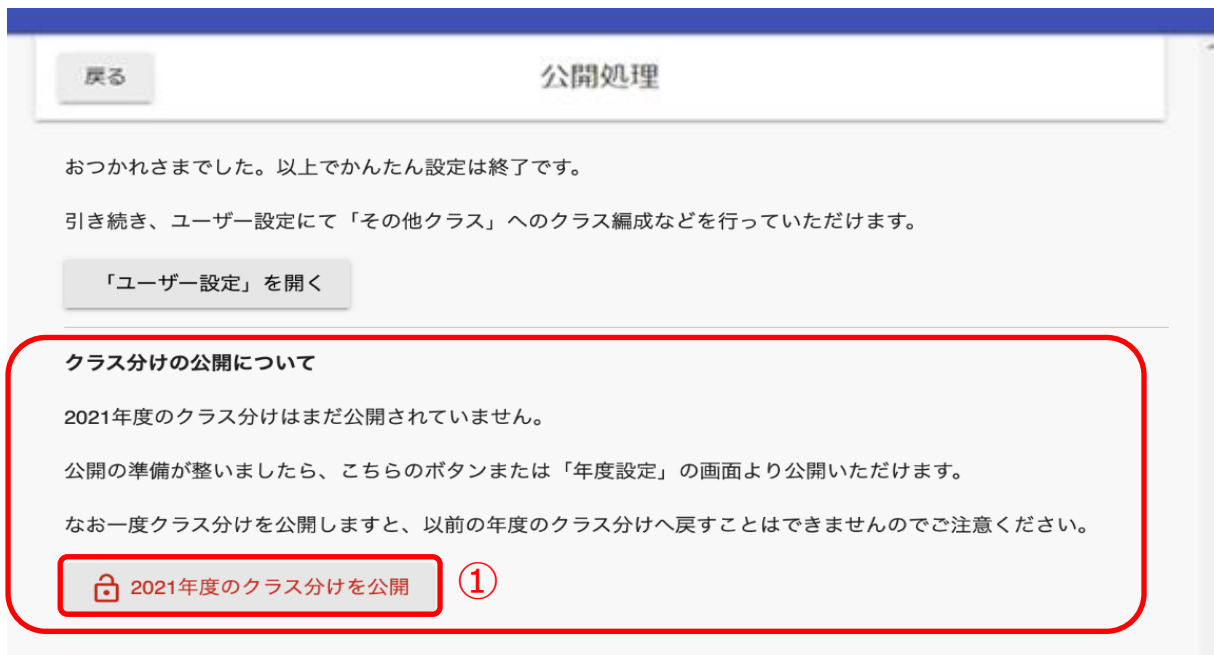 戻る
公開処理
おつかれさまでした。以上でかんたん設定は終了です。
引き続き、ユーザー設定にて「その他クラス」へのクラス編成などを行っていただけます。
「ユーザー設定」を開く
クラス分けの公開について
2021年度のクラス分けはまだ公開されていません。
公開の準備が整いましたら、こちらのボタンまたは「年度設定」の画面より公開いただけます。
なお一度クラス分けを公開しますと、以前の年度のクラス分けへ戻すことはできませんのでご注意ください。
2021年度のクラス分けを公開
①